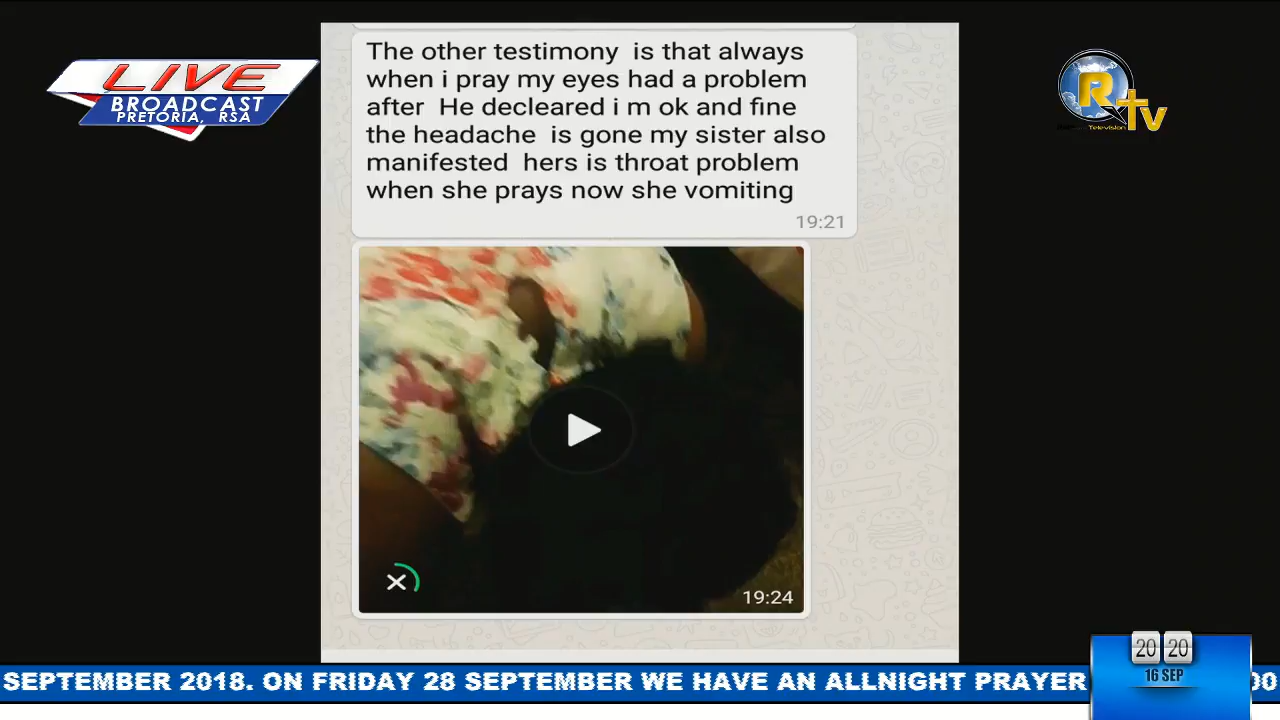 LIVE
BROADCAST
PRETORIA, RSA
R
tv
Television
The other testimony is that always
when i pray my eyes had a problem
after He decleared i m ok and fine
the headache is gone my sister also
manifested hers is throat problem
when she prays now she vomiting
19:21
19:24
20 20
16 SEP
SEPTEMBER 2018. ON FRIDAY 28 SEPTEMBER WE HAVE AN ALLNIGHT PRAYER 00